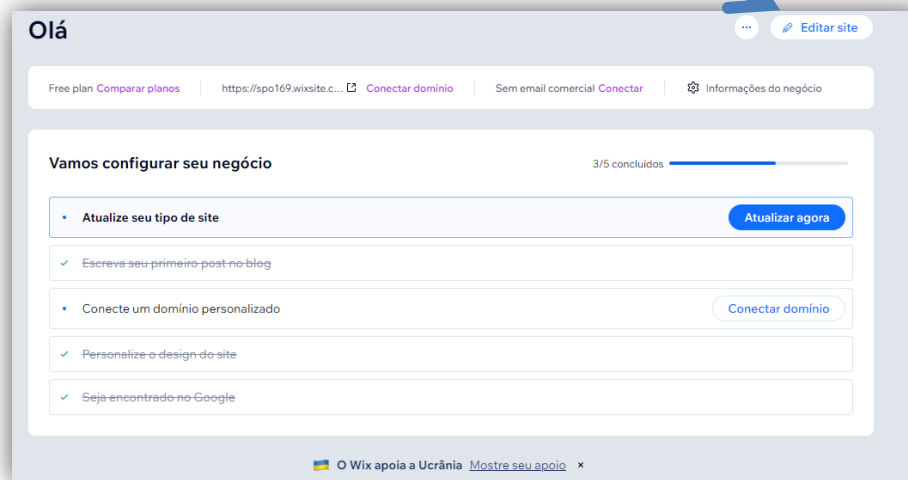 Olá
... Editar site
Free plan Comparar planos https://spo169.wixsite.c... Conectar domínio Sem email comercial Conectar Informações do negócio
Vamos configurar seu negócio 3/5 concluídos
Atualize seu tipo de site Atualizar agora
Escreva seu primeiro post no blog
Conecte um domínio personalizado Conectar domínio
Personalize o design do site
Seja encontrado no Google
O Wix apoia a Ucrânia Mostre seu apoio ×